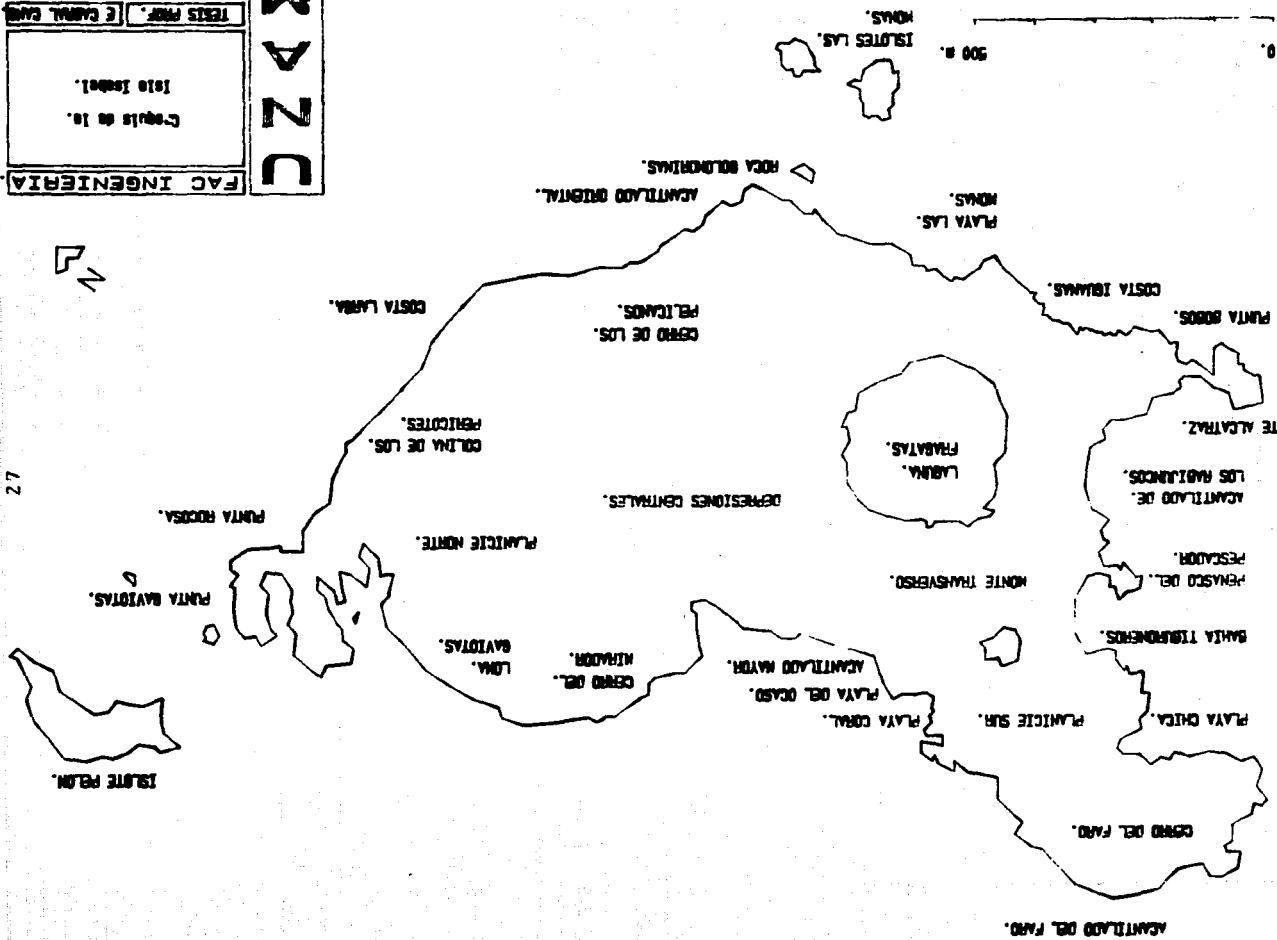 ACANTILADO DEL FARO.
CERRO DEL FARO.
ISLOTE PELON.
PLAYA CHICA.
PLANICIE SUR.
PLAYA CORAL.
PLAYA DEL OCASO.
ACANTILADO MAYOR.
CERRO DEL.
MIRADOR.
LOMA.
GAVIOTAS.
BAHIA TIBURONEROS.
PENASCO DEL.
PESCADOR.
MONTE TRANSVERSO.
PUNTA GAVIOTAS.
PLANICIE NORTE.
PUNTA ROCOSA.
ACANTILADO DE.
LOS RABIJUNCOS.
DEPRESIONES CENTRALES.
27
LAGUNA.
FRAGATAS.
COLINA DE LOS.
PERICOTES.
TE ALCATRAZ.
PUNTA BOBOS.
COSTA IGUANAS.
CERRO DE LOS.
PELICANOS.
COSTA LARGA.
N
PLAYA LAS.
MONAS.
ACANTILADO ORIENTAL.
ROCA GOLONDRINAS.
ISLOTES LAS.
MONAS.
0.
500 m.
U
N
A
M
FAC INGENIERIA
Croquis de la.
Isla Isabel.
TESIS PROF.
E CABRAL CANO